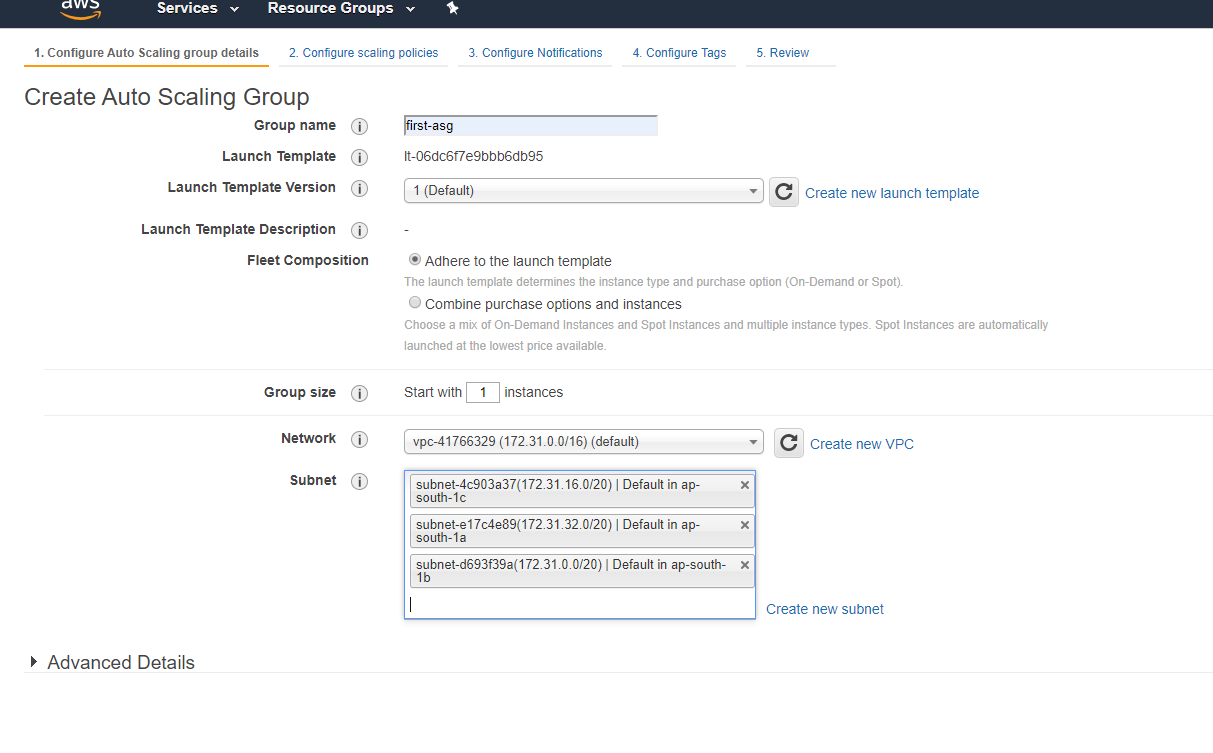 aws Services Resource Groups
1. Configure Auto Scaling group details 2. Configure scaling policies 3. Configure Notifications 4. Configure Tags 5. Review
Create Auto Scaling Group
Group name i first-asg
Launch Template i lt-06dc6f7e9bbb6db95
Launch Template Version i 1 (Default) Create new launch template
Launch Template Description i -
Fleet Composition Adhere to the launch template
The launch template determines the instance type and purchase option (On-Demand or Spot).
Combine purchase options and instances
Choose a mix of On-Demand Instances and Spot Instances and multiple instance types. Spot Instances are automatically
launched at the lowest price available.
Group size i Start with 1 instances
Network i vpc-41766329 (172.31.0.0/16) (default) Create new VPC
Subnet i subnet-4c903a37(172.31.16.0/20) | Default in ap-
south-1c
subnet-e17c4e89(172.31.32.0/20) | Default in ap-
south-1a
subnet-d693f39a(172.31.0.0/20) | Default in ap-south-
1b
Create new subnet
Advanced Details